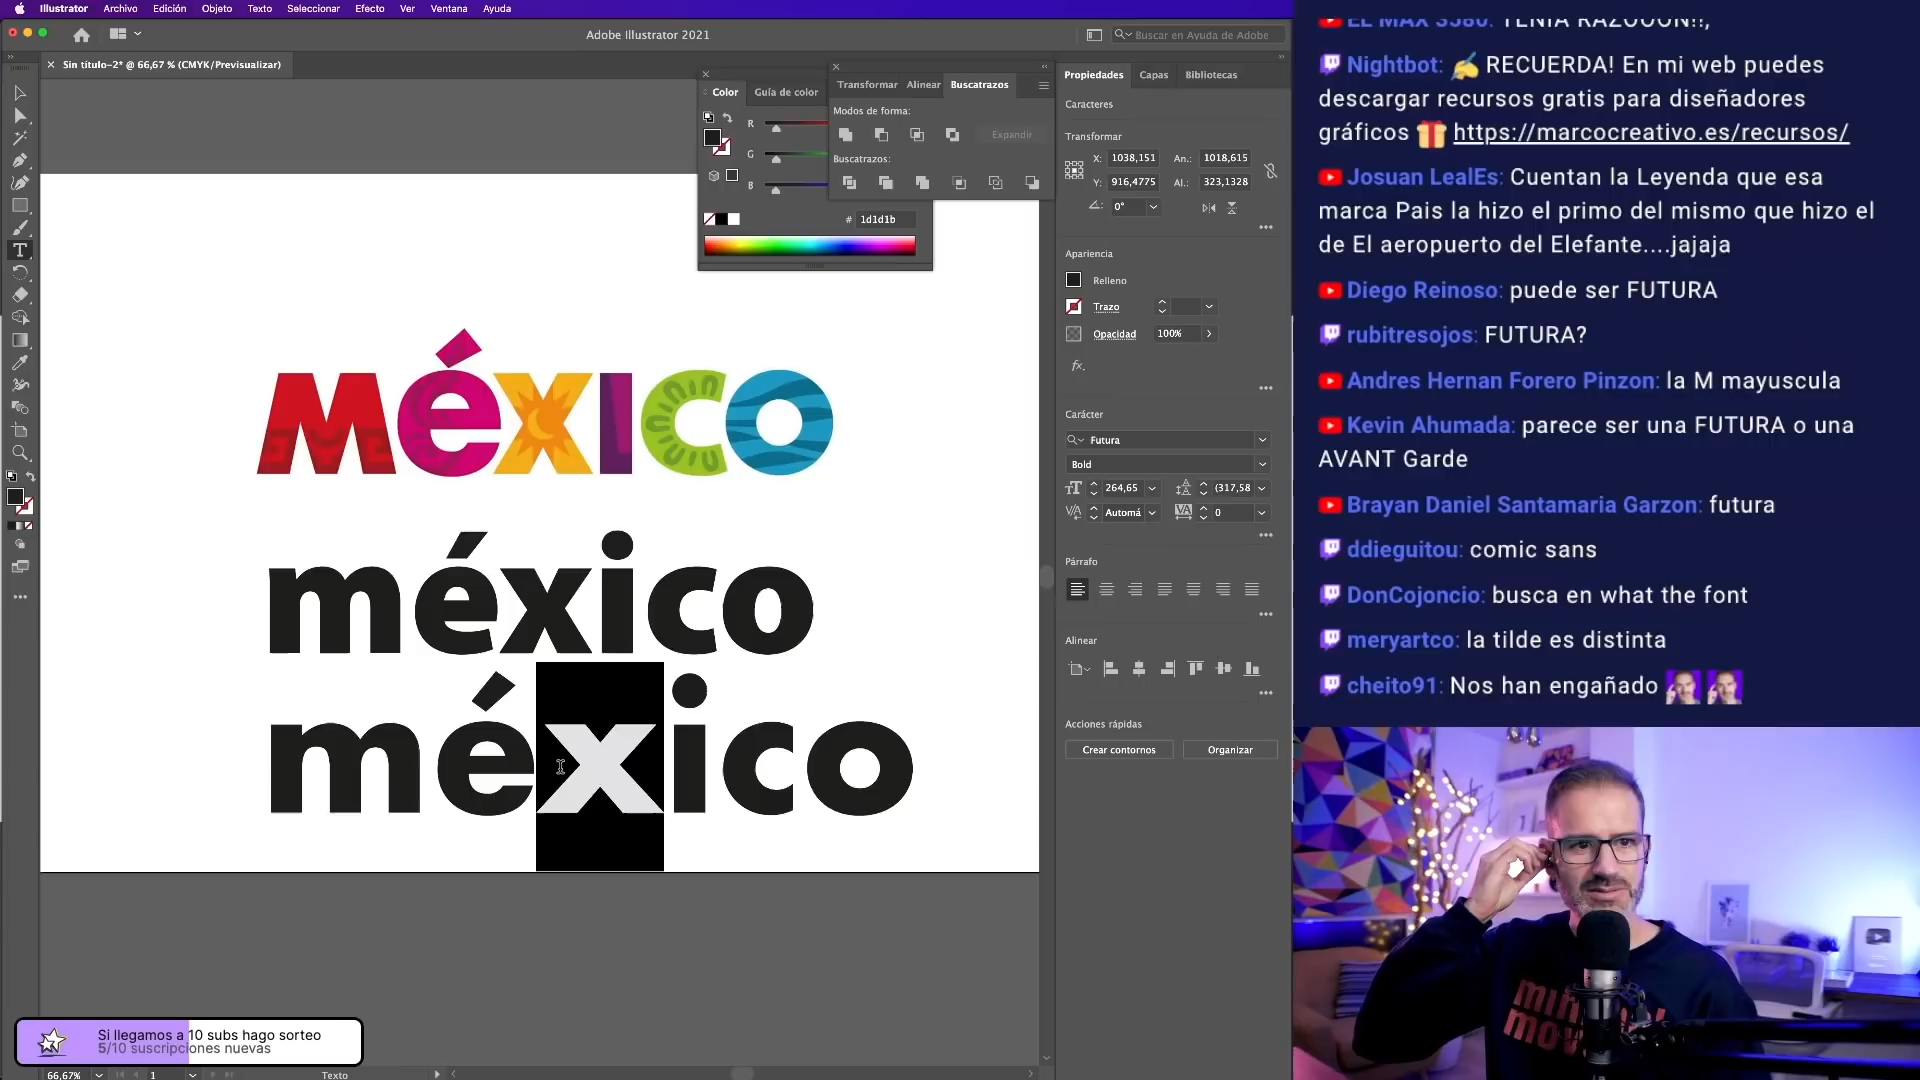 Illustrator Archivo Edición Objeto Texto Seleccionar Efecto Ver Ventana Ayuda
Adobe Illustrator 2021
Buscar en Ayuda de Adobe
Sin título-2* @ 66,67 % (CMYK/Previsualizar)
Color Guía de color
R
G
B
# 1d1d1b
Transformar Alinear Buscatrazos
Modos de forma:
Expandir
Buscatrazos:
Propiedades Capas Bibliotecas
Caracteres
Transformar
X: 1038,151 An.: 1018,615
Y: 916,4775 Al.: 323,1328
0°
Apariencia
Relleno
Trazo
Opacidad 100%
fx.
Carácter
Futura
Bold
264,65 (317,58
Automá 0
Párrafo
Alinear
Acciones rápidas
Crear contornos Organizar
MéXICO
méxico
méxico
Si llegamos a 10 subs hago sorteo
5/10 suscripciones nuevas
66,67% 1 Texto
EL MAX 3580: TENIA RAZOOON!!,
Nightbot: ✍ RECUERDA! En mi web puedes
descargar recursos gratis para diseñadores
gráficos 🎁 https://marcocreativo.es/recursos/
Josuan LealEs: Cuentan la Leyenda que esa
marca Pais la hizo el primo del mismo que hizo el
de El aeropuerto del Elefante....jajaja
Diego Reinoso: puede ser FUTURA
rubitresojos: FUTURA?
Andres Hernan Forero Pinzon: la M mayuscula
Kevin Ahumada: parece ser una FUTURA o una
AVANT Garde
Brayan Daniel Santamaria Garzon: futura
ddieguitou: comic sans
DonCojoncio: busca en what the font
meryartco: la tilde es distinta
cheito91: Nos han engañado